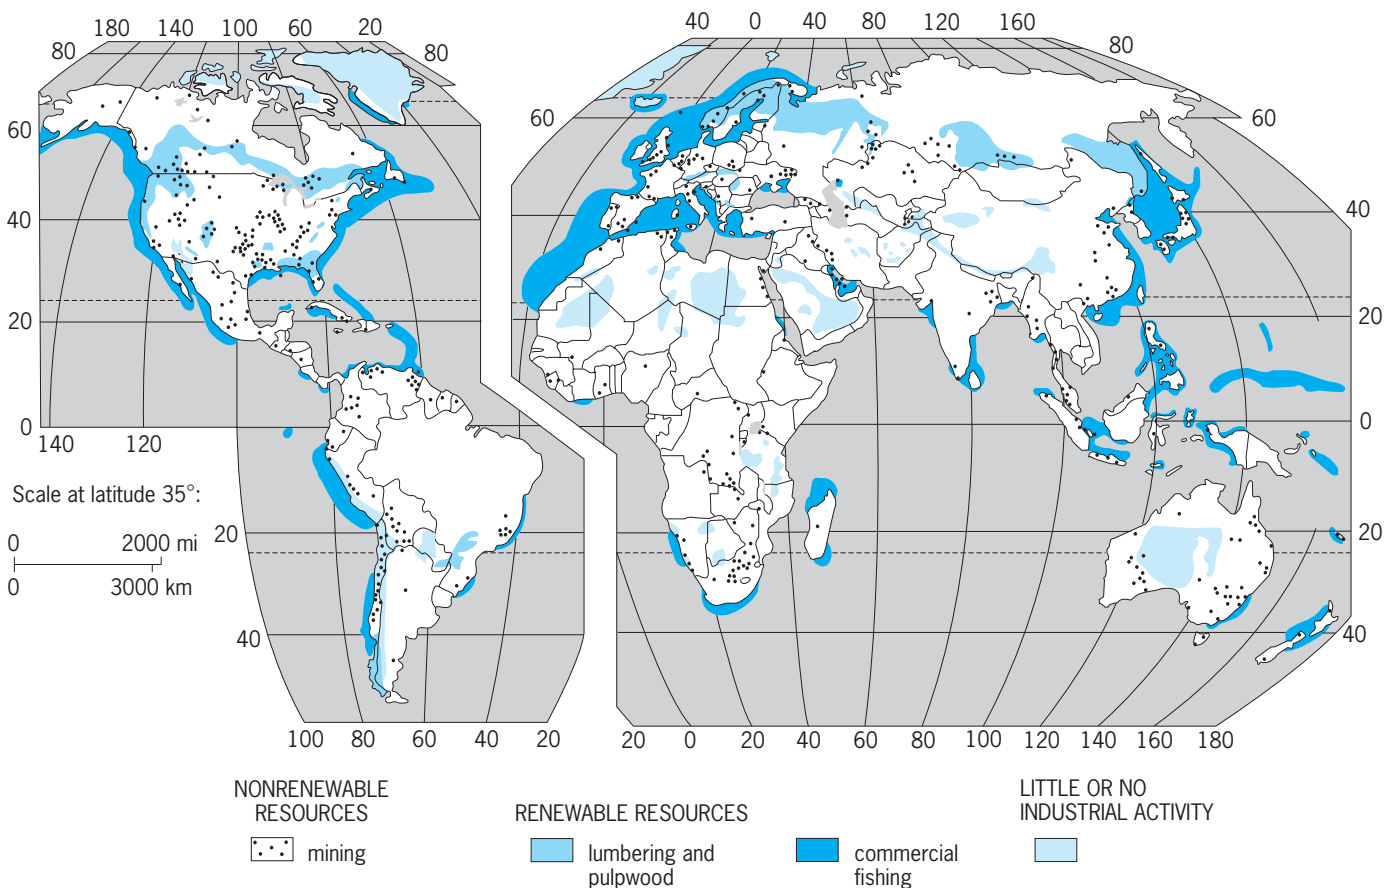 180 140 100 60 20
40 0 40 80 120 160
80 80
80
60
60 60
40
40
20
20
0
0
140 120
Scale at latitude 35°:
0 2000 mi
0 3000 km
20
20
40
40
100 80 60 40 20
20 0 20 40 60 80 100 120 140 160 180
NONRENEWABLE
RESOURCES
mining
RENEWABLE RESOURCES
lumbering and
pulpwood
commercial
fishing
LITTLE OR NO
INDUSTRIAL ACTIVITY